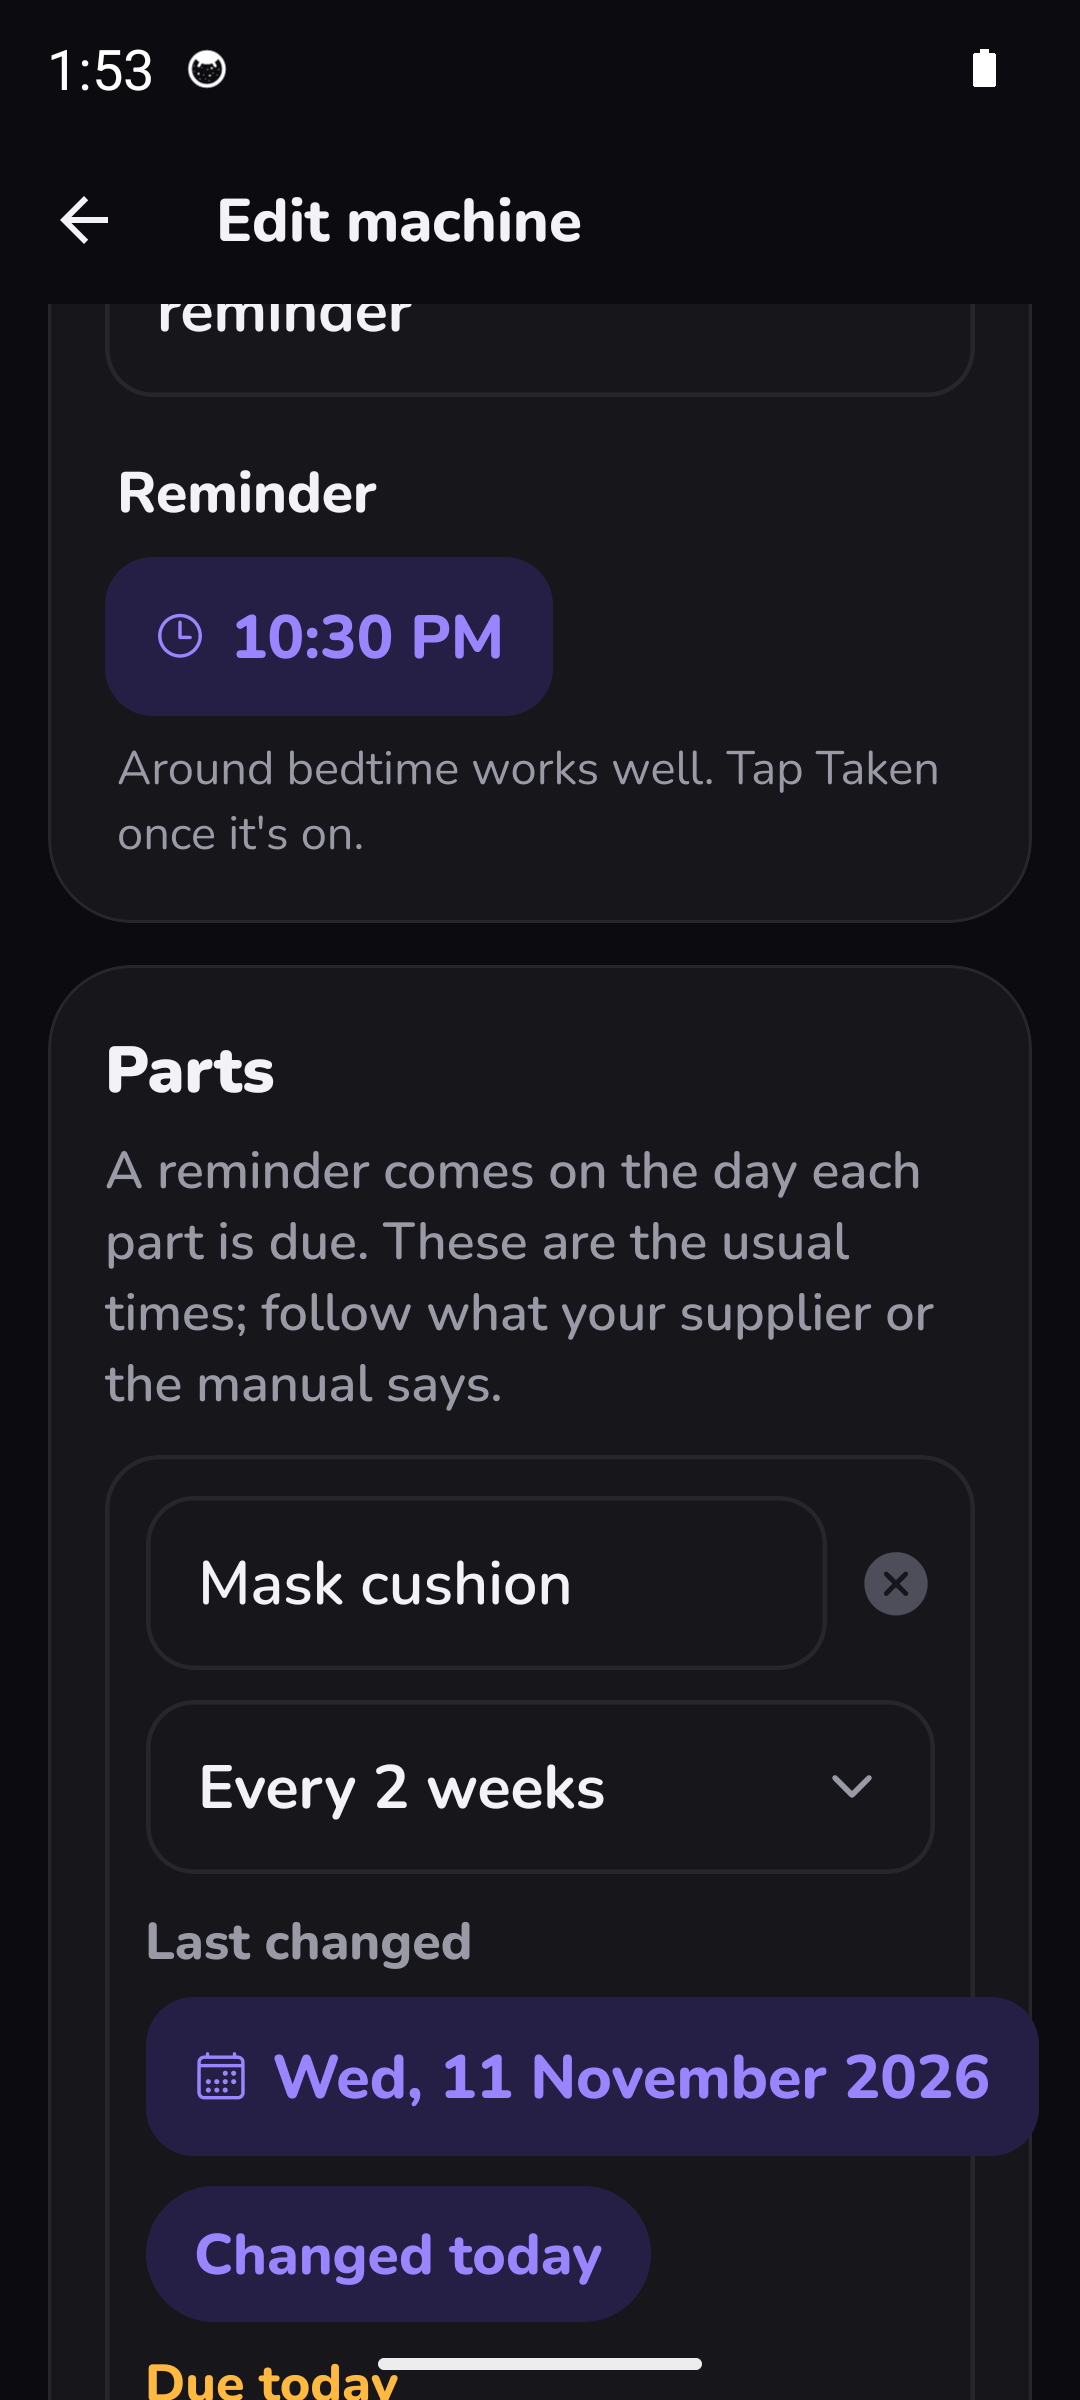 1:53
Edit machine
reminder
Reminder
10:30 PM
Around bedtime works well. Tap Taken
once it's on.
Parts
A reminder comes on the day each
part is due. These are the usual
times; follow what your supplier or
the manual says.
Mask cushion
Every 2 weeks
Last changed
Wed, 11 November 2026
Changed today
Due today